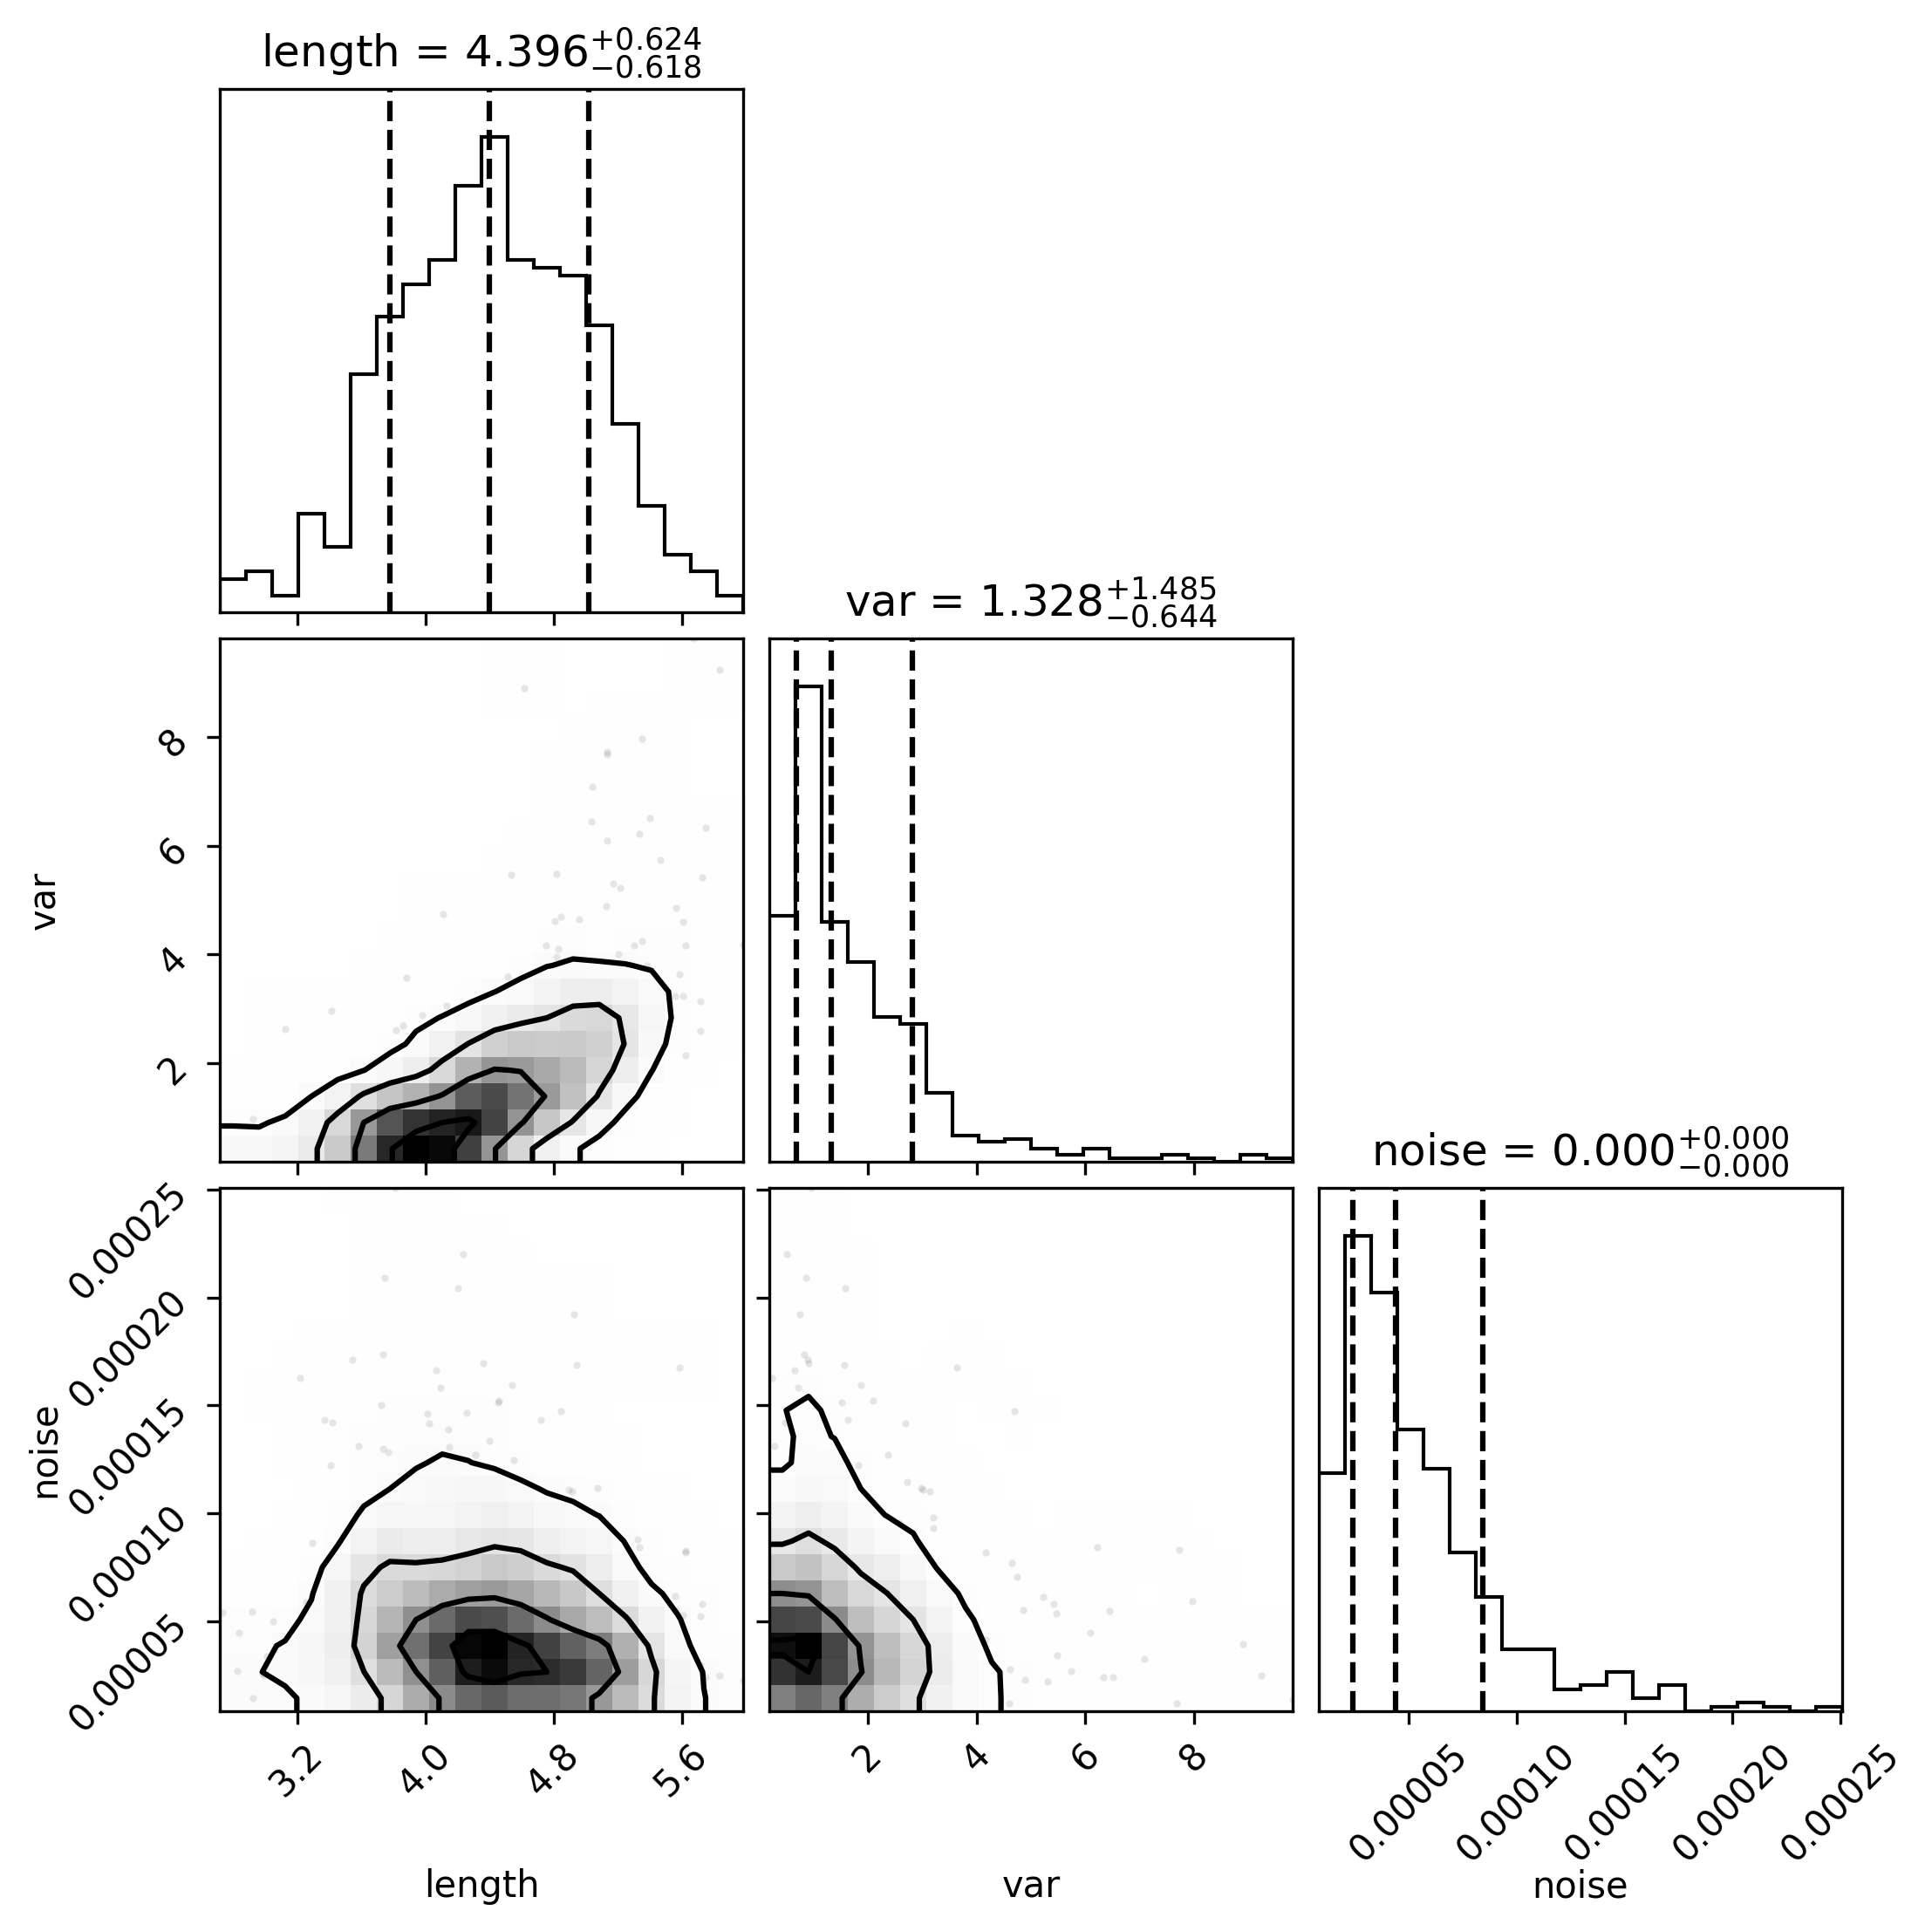 length = 4.396+0.624−0.618
var = 1.328+1.485−0.644
8
6
4
2
var
noise = 0.000+0.000−0.000
0.00025
0.00020
0.00015
0.00010
0.00005
noise
3.2 4.0 4.8 5.6
2 4 6 8
0.00005 0.00010 0.00015 0.00020 0.00025
length var noise